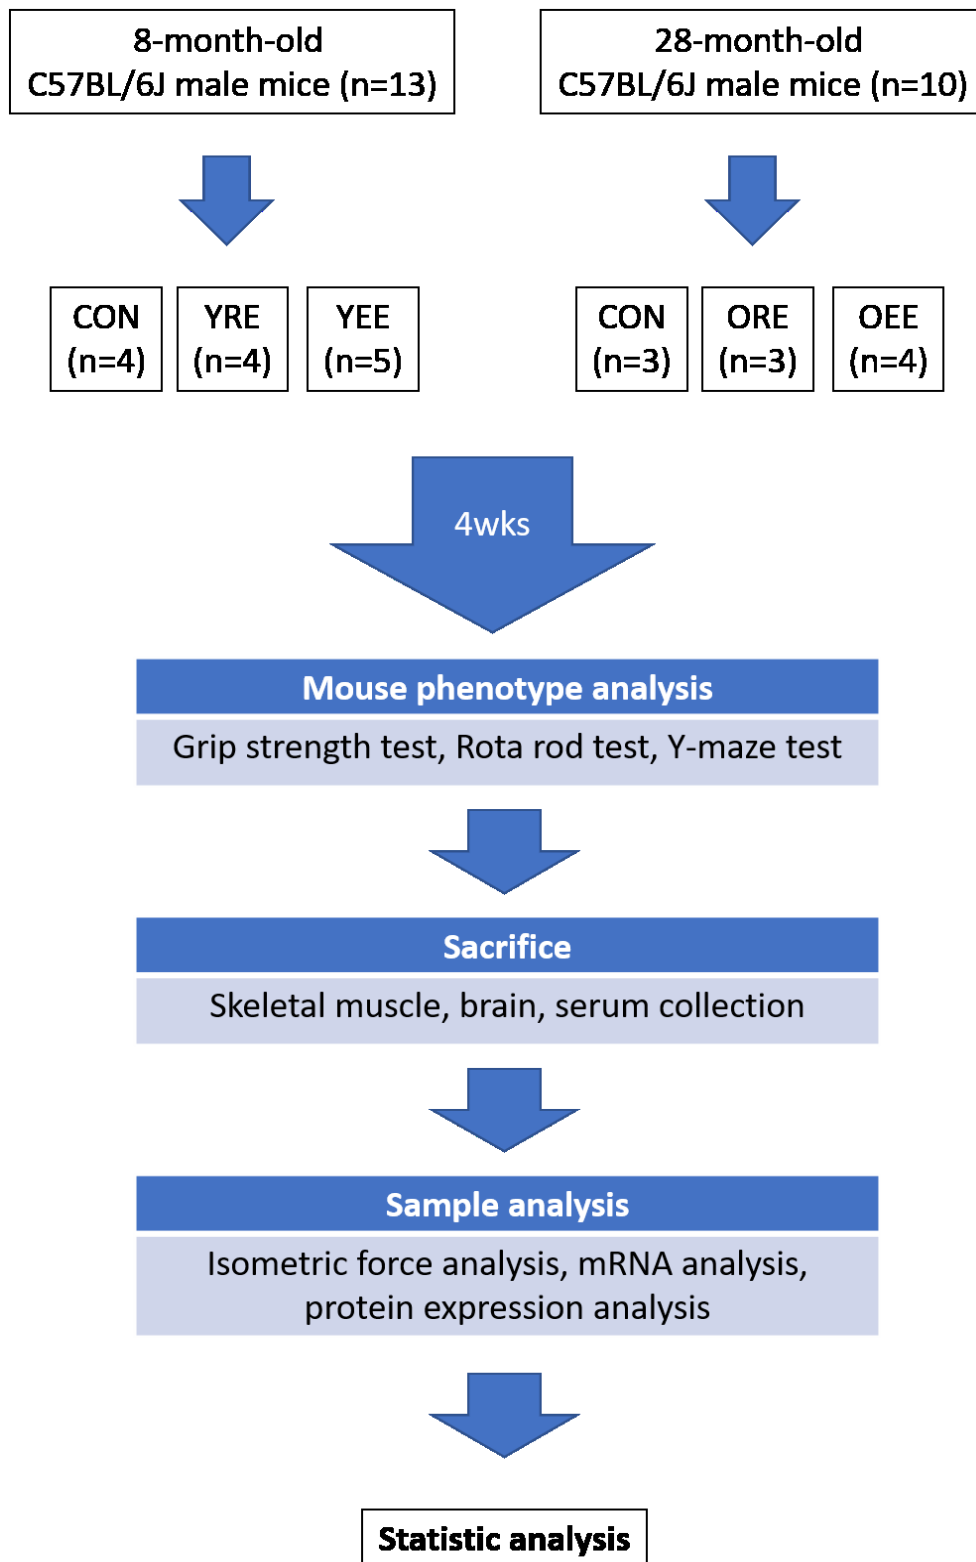 8-month-old
C57BL/6J male mice (n=13)
28-month-old
C57BL/6J male mice (n=10)
CON
(n=4)
YRE
(n=4)
YEE
(n=5)
CON
(n=3)
ORE
(n=3)
OEE
(n=4)
4wks
Mouse phenotype analysis
Grip strength test, Rota rod test, Y-maze test
Sacrifice
Skeletal muscle, brain, serum collection
Sample analysis
Isometric force analysis, mRNA analysis,
protein expression analysis
Statistic analysis